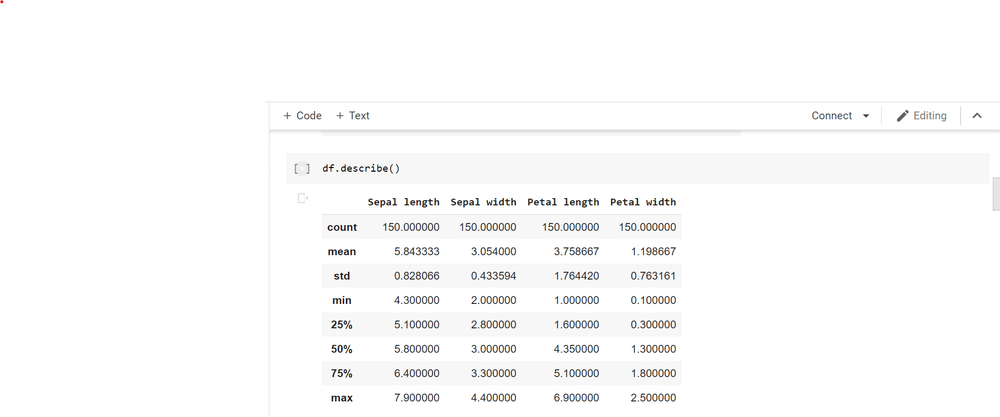 + Code + Text Connect Editing
[ ] df.describe()
Sepal length Sepal width Petal length Petal width
count 150.000000 150.000000 150.000000 150.000000
mean 5.843333 3.054000 3.758667 1.198667
std 0.828066 0.433594 1.764420 0.763161
min 4.300000 2.000000 1.000000 0.100000
25% 5.100000 2.800000 1.600000 0.300000
50% 5.800000 3.000000 4.350000 1.300000
75% 6.400000 3.300000 5.100000 1.800000
max 7.900000 4.400000 6.900000 2.500000